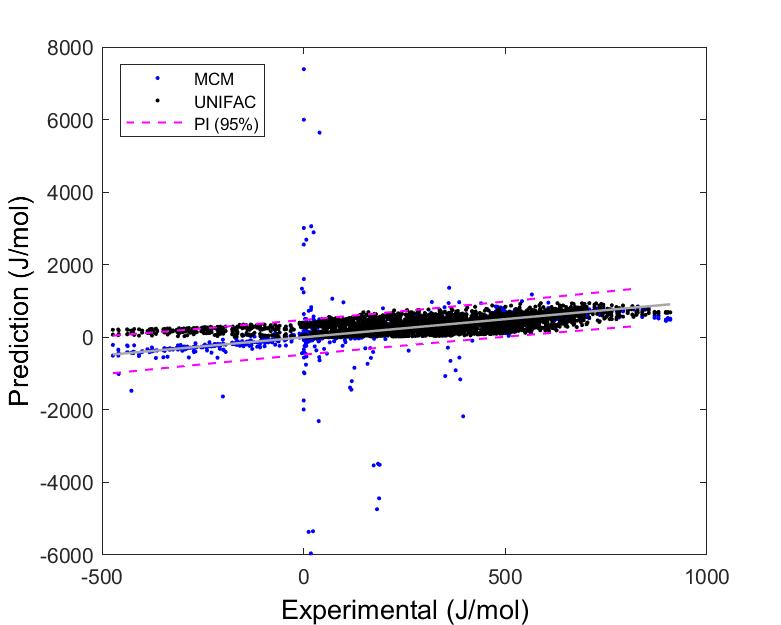 8000
6000
4000
2000
0
-2000
-4000
-6000
Prediction (J/mol)
MCM
UNIFAC
PI (95%)
-500 0 500 1000
Experimental (J/mol)